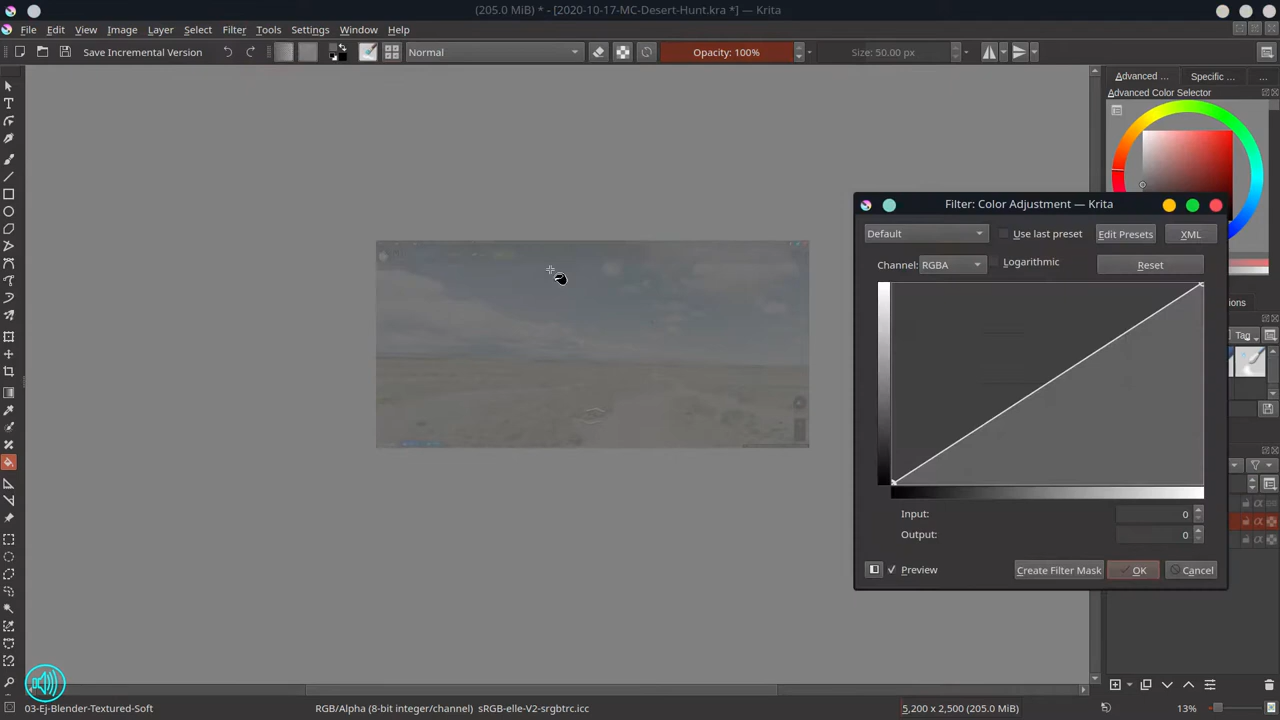 (205.0 MiB) * - [2020-10-17-MC-Desert-Hunt.kra *] — Krita
File Edit View Image Layer Select Filter Tools Settings Window Help
Save Incremental Version
Normal
Opacity: 100%
Size: 50.00 px
Advanced ...
Specific ...
...
Advanced Color Selector
Filter: Color Adjustment — Krita
Default
Use last preset
Edit Presets
XML
Channel: RGBA
Logarithmic
Reset
Tag
Input: 0
Output: 0
Preview
Create Filter Mask
OK
Cancel
03-Ej-Blender-Textured-Soft
RGB/Alpha (8-bit integer/channel) sRGB-elle-V2-srgbtrc.icc
5,200 x 2,500 (205.0 MiB)
13%